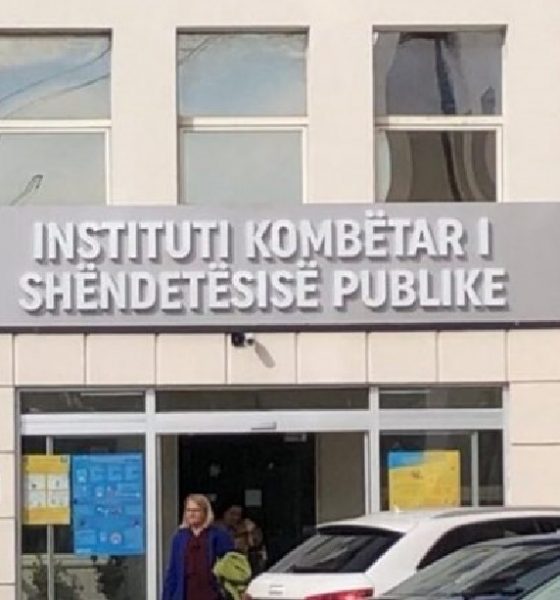 INSTITUTI KOMBËTAR I
SHËNDETËSISË PUBLIKE